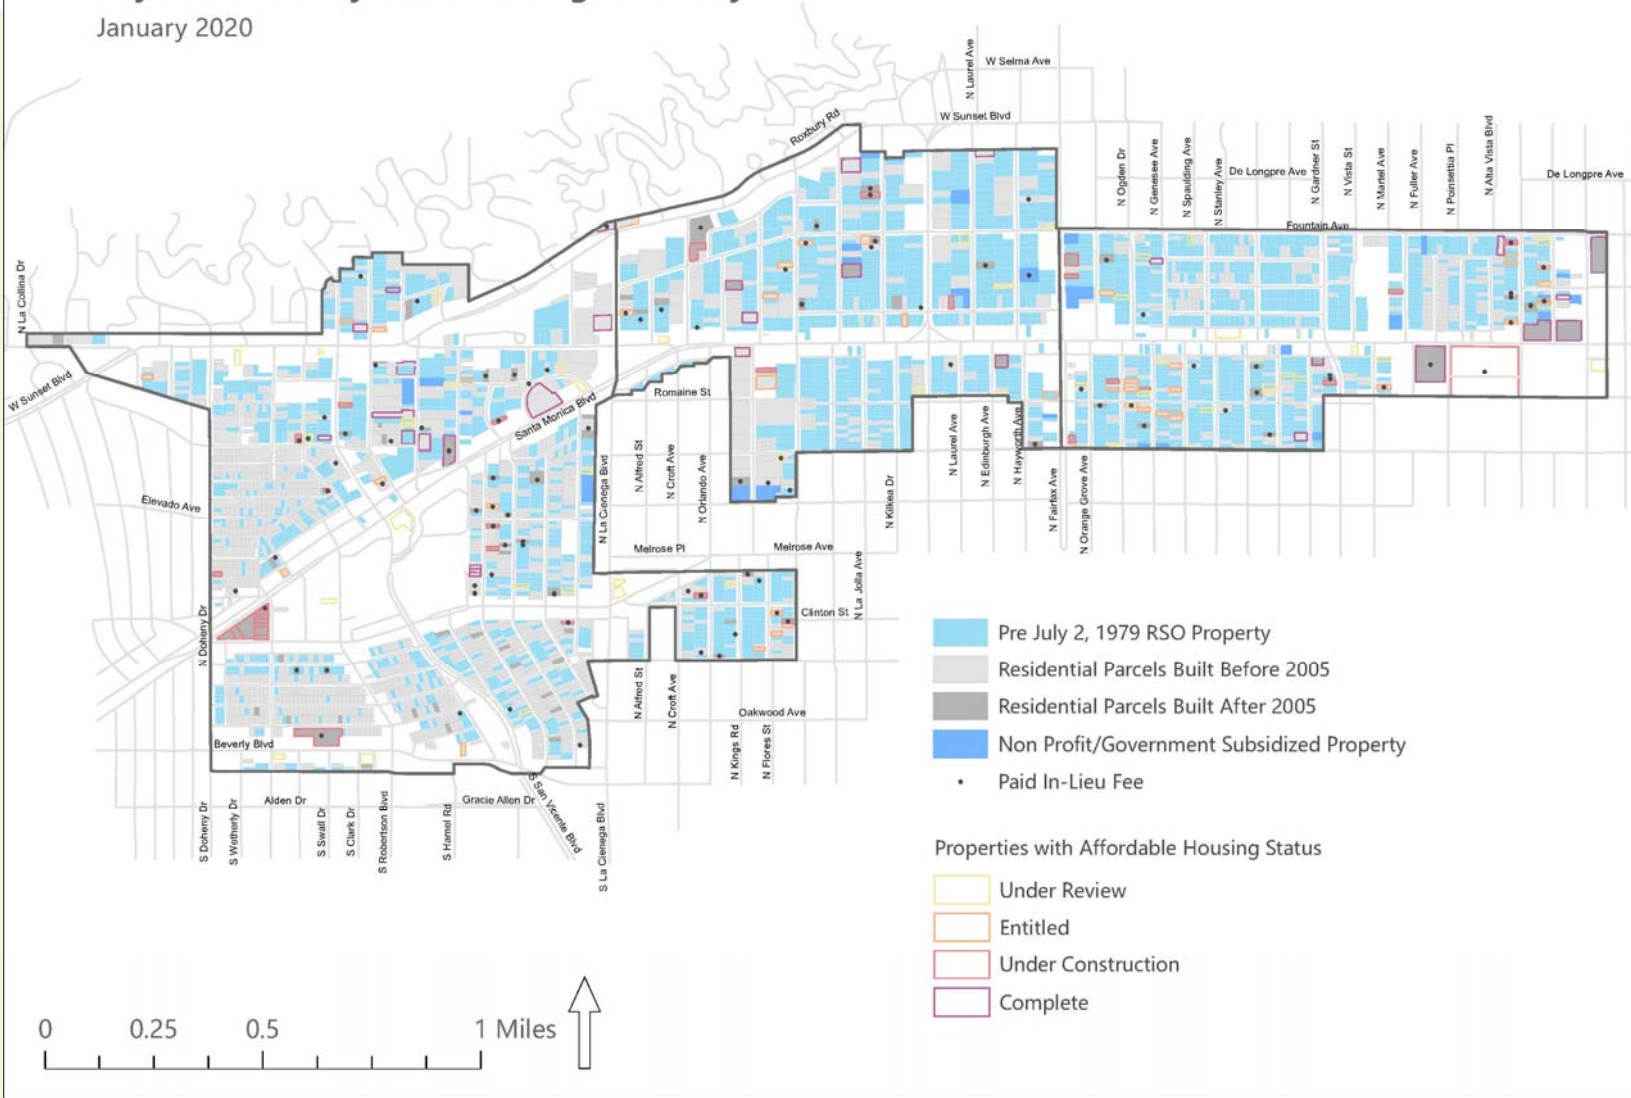 January 2020
N Laurel Ave
W Selma Ave
W Sunset Blvd
Roxbury Rd
N Ogden Dr
N Genesee Ave
N Spaulding Ave
N Stanley Ave
De Longpre Ave
N Gardner St
N Vista St
N Martel Ave
N Fuller Ave
N Poinsettia Pl
N Alta Vista Blvd
De Longpre Ave
Fountain Ave
N La Collina Dr
W Sunset Blvd
Romaine St
Santa Monica Blvd
Elevado Ave
N La Cienega Blvd
N Alfred St
N Croft Ave
N Orlando Ave
N Kilkea Dr
N Laurel Ave
N Edinburgh Ave
N Hayworth Ave
N Fairfax Ave
N Orange Grove Ave
Melrose Pl
Melrose Ave
N La Jolla Ave
Clinton St
N Doheny Dr
N Alfred St
N Croft Ave
Oakwood Ave
N Kings Rd
N Flores St
Beverly Blvd
Alden Dr
Gracie Allen Dr
S Doheny Dr
S Wetherly Dr
S Swall Dr
S Clark Dr
S Robertson Blvd
S Hamel Rd
S San Vicente Blvd
S La Cienega Blvd
Pre July 2, 1979 RSO Property
Residential Parcels Built Before 2005
Residential Parcels Built After 2005
Non Profit/Government Subsidized Property
Paid In-Lieu Fee
Properties with Affordable Housing Status
Under Review
Entitled
Under Construction
Complete
0 0.25 0.5 1 Miles